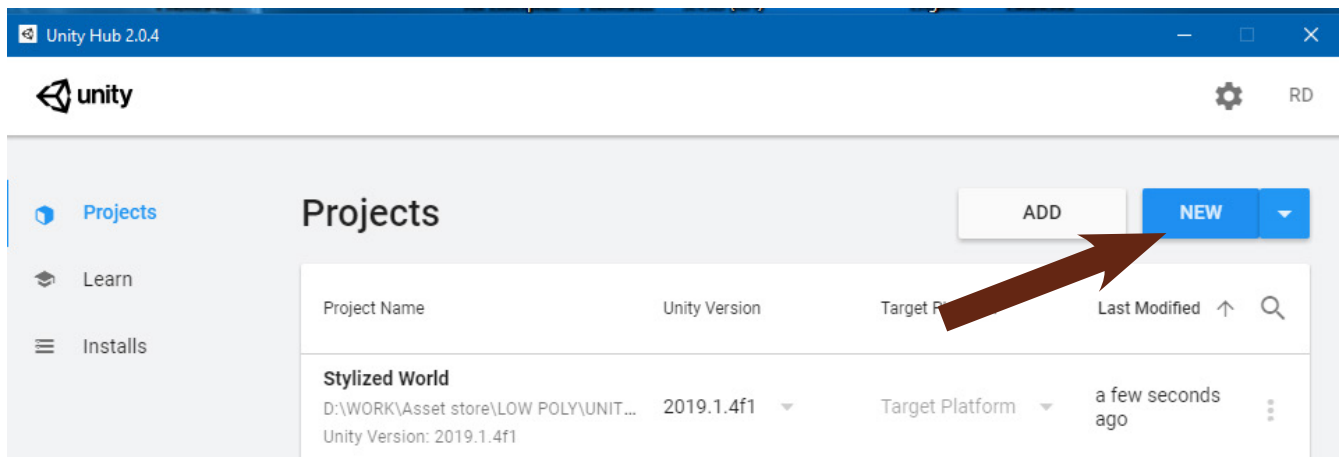 Unity Hub 2.0.4
unity
RD
Projects
Learn
Installs
Projects
ADD
NEW
Project Name
Unity Version
Target
Last Modified
Stylized World
D:\WORK\Asset store\LOW POLY\UNIT...
Unity Version: 2019.1.4f1
2019.1.4f1
Target Platform
a few seconds
ago